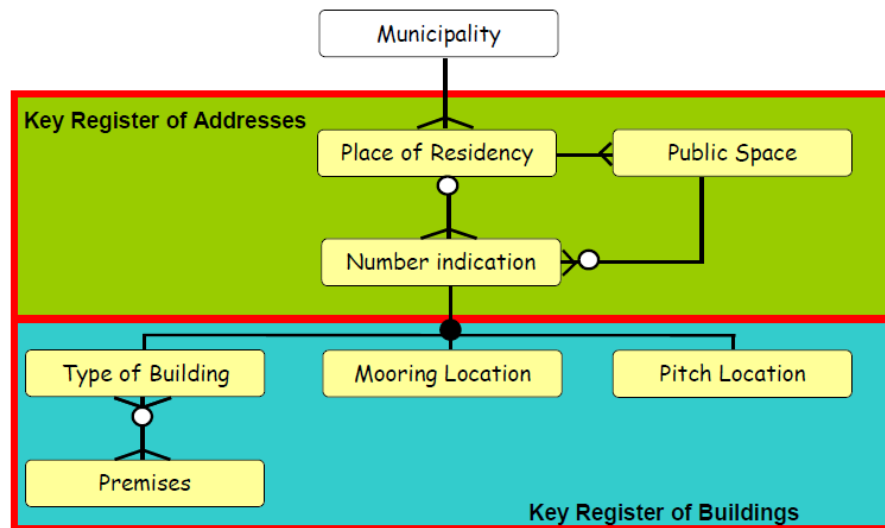 Municipality
Key Register of Addresses
Place of Residency
Public Space
Number indication
Type of Building
Mooring Location
Pitch Location
Premises
Key Register of Buildings